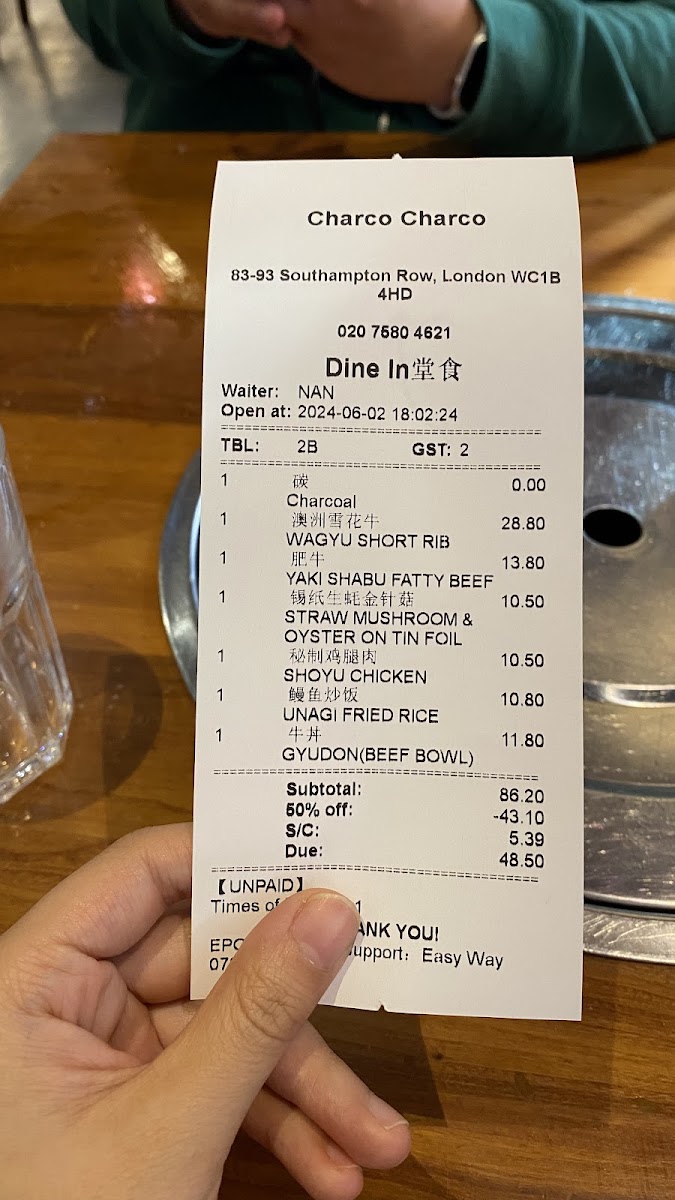 Charco Charco
83-93 Southampton Row, London WC1B
4HD
020 7580 4621
Dine In堂食
Waiter: NAN
Open at: 2024-06-02 18:02:24
TBL: 2B GST: 2
1 碳 0.00
Charcoal
1 澳洲雪花牛 28.80
WAGYU SHORT RIB
1 肥牛 13.80
YAKI SHABU FATTY BEEF
1 锡纸生蚝金针菇 10.50
STRAW MUSHROOM &
OYSTER ON TIN FOIL
1 秘制鸡腿肉 10.50
SHOYU CHICKEN
1 鳗鱼炒饭 10.80
UNAGI FRIED RICE
1 牛丼 11.80
GYUDON(BEEF BOWL)
Subtotal: 86.20
50% off: -43.10
S/C: 5.39
Due: 48.50
【UNPAID】
Times of 1
ANK YOU!
EPO upport：Easy Way
07